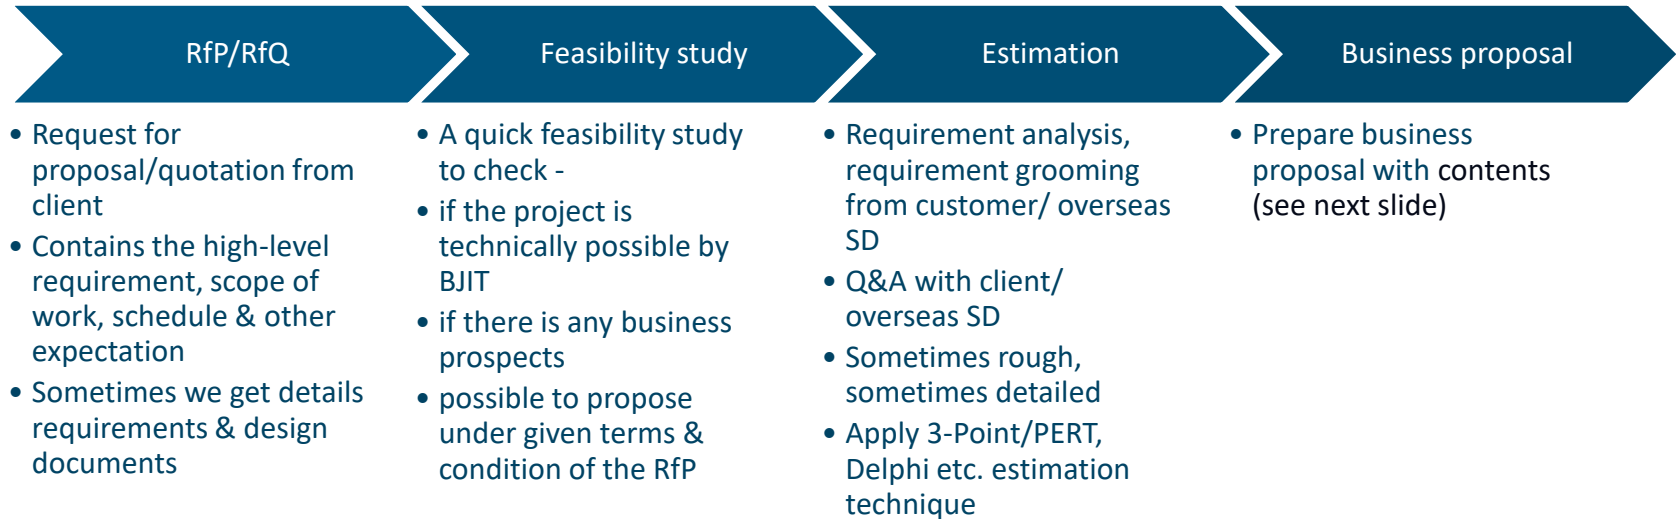 RfP/RfQ
Feasibility study
Estimation
Business proposal
• Request for
proposal/quotation from
client
• Contains the high-level
requirement, scope of
work, schedule & other
expectation
• Sometimes we get details
requirements & design
documents
• A quick feasibility study
to check -
• if the project is
technically possible by
BJIT
• if there is any business
prospects
• possible to propose
under given terms &
condition of the RfP
• Requirement analysis,
requirement grooming
from customer/ overseas
SD
• Q&A with client/
overseas SD
• Sometimes rough,
sometimes detailed
• Apply 3-Point/PERT,
Delphi etc. estimation
technique
• Prepare business
proposal with contents
(see next slide)